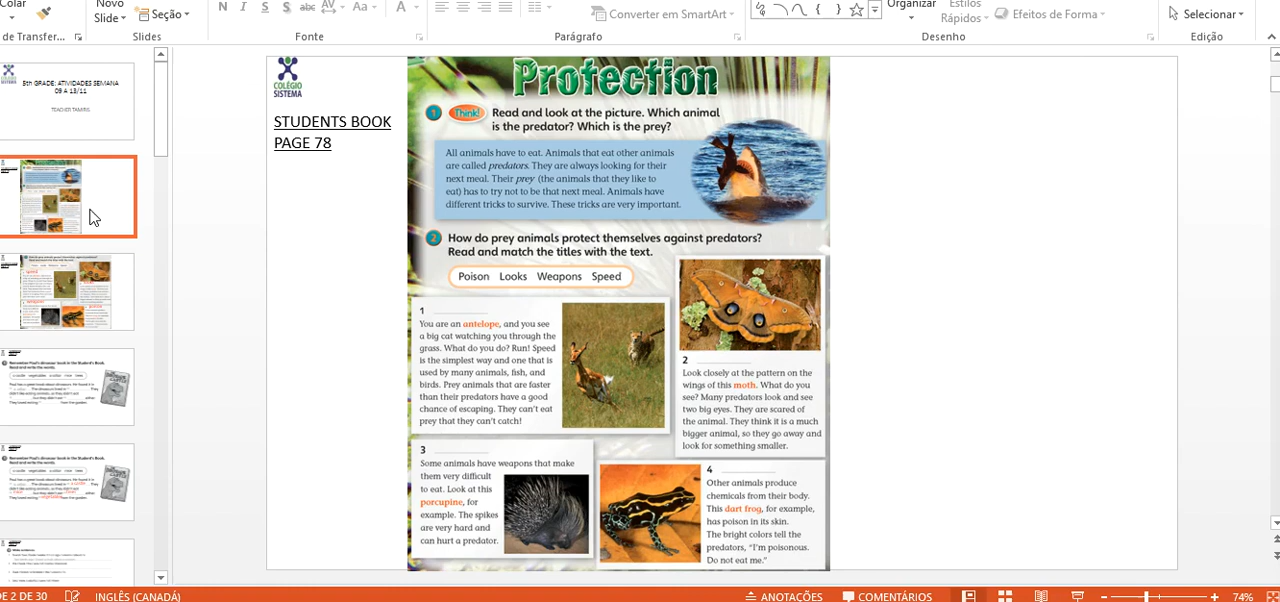 Colar
Novo
Slide
Seção
N I S S abc AV Aa A
Converter em SmartArt
Organizar
Estilos
Rápidos
Efeitos de Forma
Selecionar
de Transfer...
Slides
Fonte
Parágrafo
Desenho
Edição
5th GRADE: ATIVIDADES SEMANA
09 A 13/11
COLÉGIO
SISTEMA
STUDENTS BOOK
PAGE 78
Protection
1 Think! Read and look at the picture. Which animal
is the predator? Which is the prey?
All animals have to eat. Animals that eat other animals
are called predators. They are always looking for their
next meal. Their prey (the animals that they like to
eat) has to try not to be that next meal. Animals have
different tricks to survive. These tricks are very important.
2 How do prey animals protect themselves against predators?
Read and match the titles with the text.
Poison Looks Weapons Speed
1
You are an antelope, and you see
a big cat watching you through the
grass. What do you do? Run! Speed
is the simplest way and one that is
used by many animals, fish, and
birds. Prey animals that are faster
than their predators have a good
chance of escaping. They can't eat
prey that they can't catch!
2
Look closely at the pattern on the
wings of this moth. What do you
see? Many predators look and see
two big eyes. They are scared of
the animal. They think it is a much
bigger animal, so they go away and
look for something smaller.
3
Some animals have weapons that make
them very difficult
to eat. Look at this
porcupine, for
example. The spikes
are very hard and
can hurt a predator.
4
Other animals produce
chemicals from their body.
This dart frog, for example,
has poison in its skin.
The bright colors tell the
predators, "I'm poisonous.
Do not eat me."
DE 2 DE 30
INGLÊS (CANADÁ)
ANOTAÇÕES
COMENTÁRIOS
74%